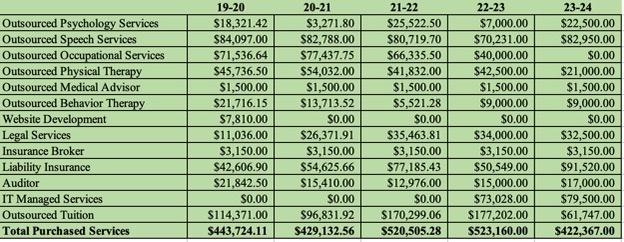 19-20 20-21 21-22 22-23 23-24
Outsourced Psychology Services $18,321.42 $3,271.80 $25,522.50 $7,000.00 $22,500.00
Outsourced Speech Services $84,097.00 $82,788.00 $80,719.70 $70,231.00 $82,950.00
Outsourced Occupational Services $71,536.64 $77,437.75 $66,335.50 $40,000.00 $0.00
Outsourced Physical Therapy $45,736.50 $54,032.00 $41,832.00 $42,500.00 $21,000.00
Outsourced Medical Advisor $1,500.00 $1,500.00 $1,500.00 $1,500.00 $1,500.00
Outsourced Behavior Therapy $21,716.15 $13,713.52 $5,521.28 $9,000.00 $9,000.00
Website Development $7,810.00 $0.00 $0.00 $0.00 $0.00
Legal Services $11,036.00 $26,371.91 $35,463.81 $34,000.00 $32,500.00
Insurance Broker $3,150.00 $3,150.00 $3,150.00 $3,150.00 $3,150.00
Liability Insurance $42,606.90 $54,625.66 $77,185.43 $50,549.00 $91,520.00
Auditor $21,842.50 $15,410.00 $12,976.00 $15,000.00 $17,000.00
IT Managed Services $0.00 $0.00 $0.00 $73,028.00 $79,500.00
Outsourced Tuition $114,371.00 $96,831.92 $170,299.06 $177,202.00 $61,747.00
Total Purchased Services $443,724.11 $429,132.56 $520,505.28 $523,160.00 $422,367.00